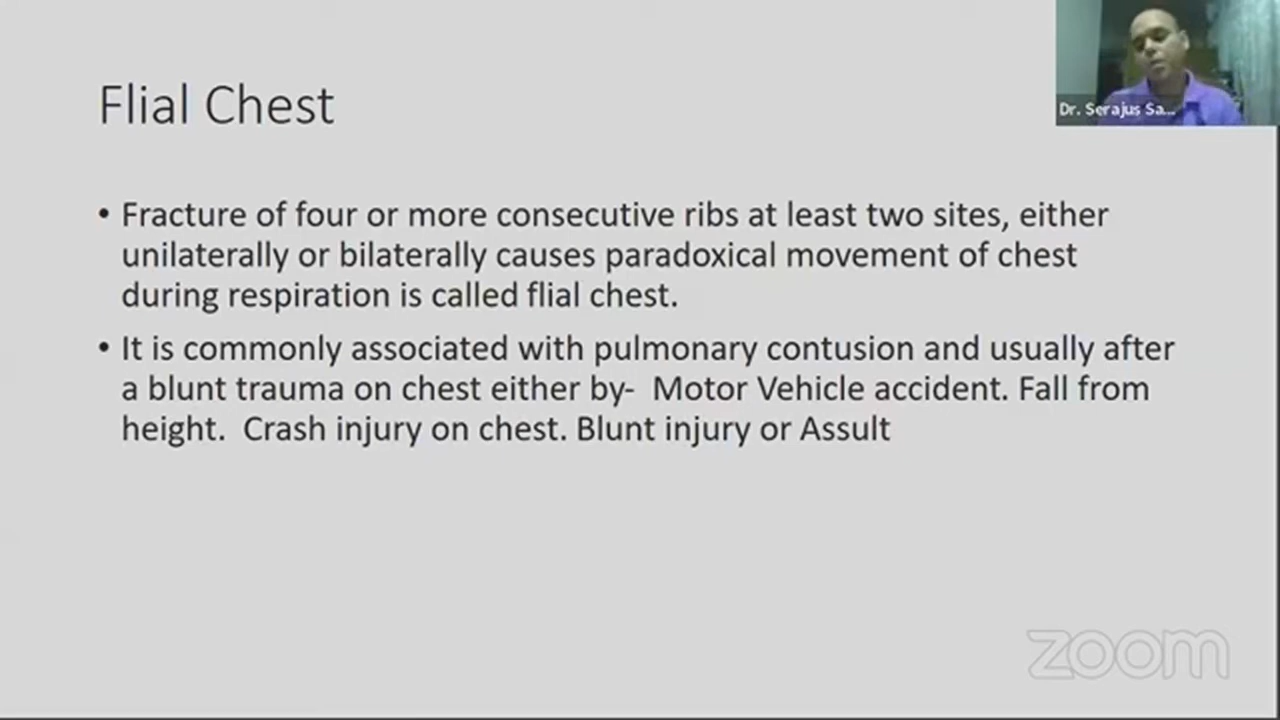 Flial Chest
Dr. Serajus Sa...
• Fracture of four or more consecutive ribs at least two sites, either
unilaterally or bilaterally causes paradoxical movement of chest
during respiration is called flial chest.
• It is commonly associated with pulmonary contusion and usually after
a blunt trauma on chest either by-  Motor Vehicle accident. Fall from
height.  Crash injury on chest. Blunt injury or Assult
zoom